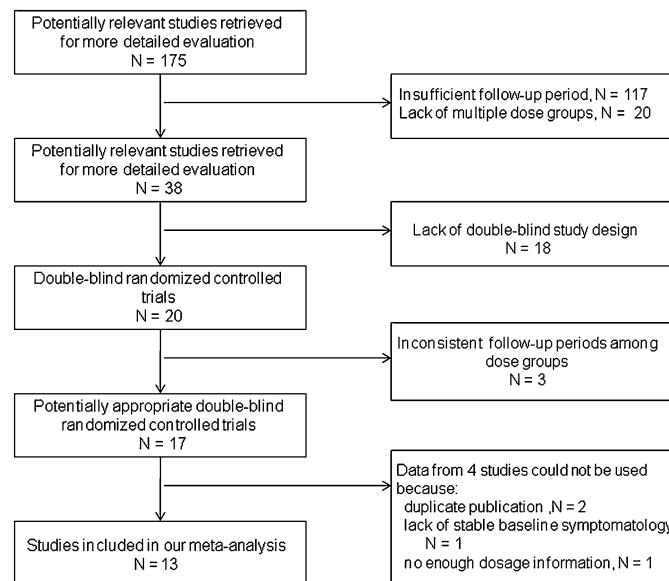 Potentially relevant studies retrieved
for more detailed evaluation
N = 175
Insufficient follow-up period, N = 117
Lack of multiple dose groups, N = 20
Potentially relevant studies retrieved
for more detailed evaluation
N = 38
Lack of double-blind study design
N = 18
Double-blind randomized controlled
trials
N = 20
Inconsistent follow-up periods among
dose groups
N = 3
Potentially appropriate double-blind
randomized controlled trials
N = 17
Data from 4 studies could not be used
because:
duplicate publication ,N = 2
lack of stable baseline symptomatology
N = 1
no enough dosage information, N = 1
Studies included in our meta-analysis
N = 13